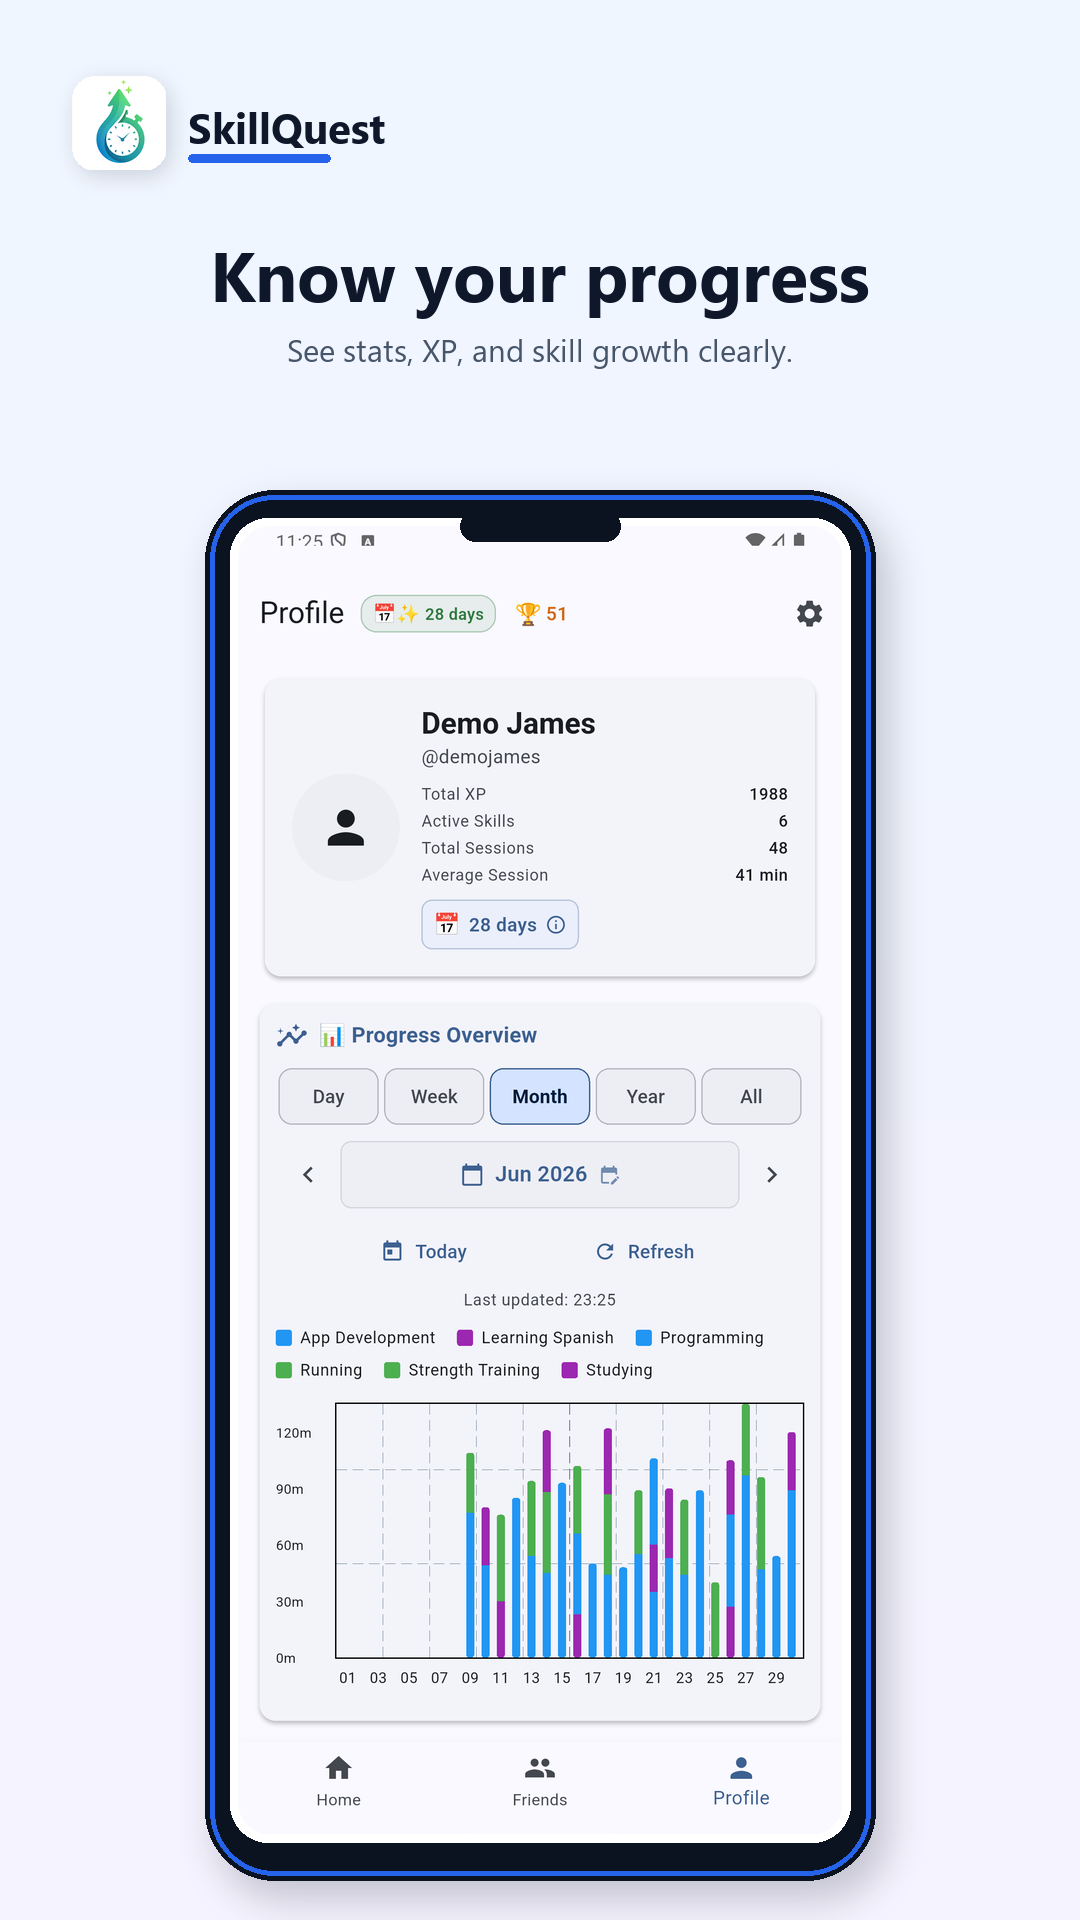 SkillQuest
Know your progress
See stats, XP, and skill growth clearly.
11:25
Profile 28 days 51
Demo James
@demojames
Total XP 1988
Active Skills 6
Total Sessions 48
Average Session 41 min
28 days
Progress Overview
Day Week Month Year All
Jun 2026
Today Refresh
Last updated: 23:25
App Development Learning Spanish Programming
Running Strength Training Studying
120m
90m
60m
30m
0m
01 03 05 07 09 11 13 15 17 19 21 23 25 27 29
Home Friends Profile